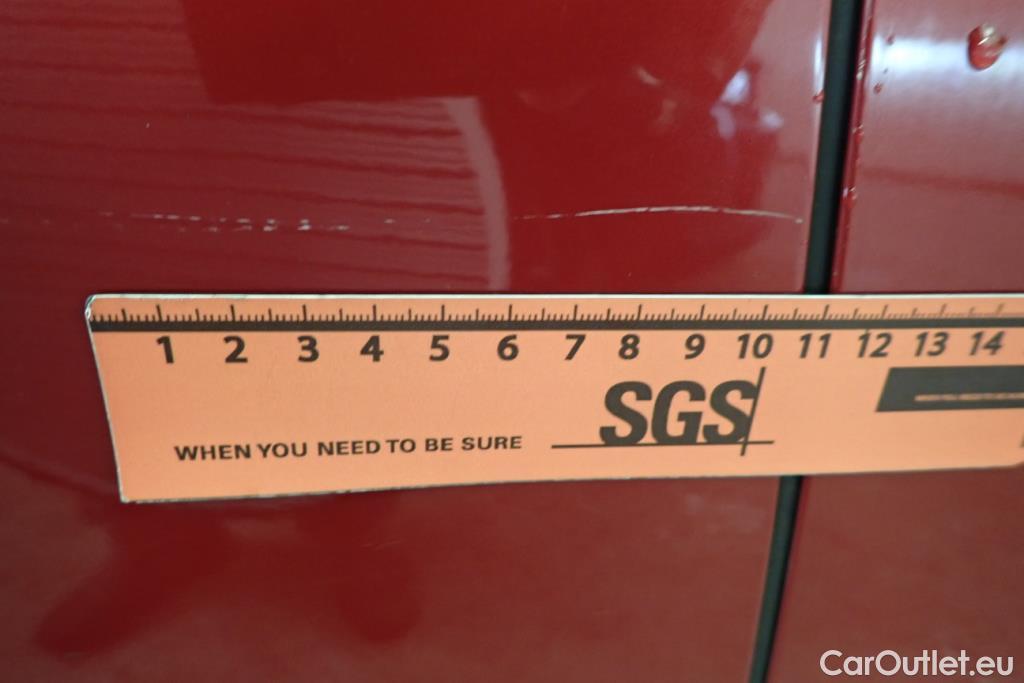 1 2 3 4 5 6 7 8 9 10 11 12 13 14
SGS
WHEN YOU NEED TO BE SURE
CarOutlet.eu